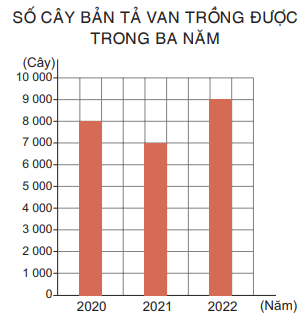 SỐ CÂY BẢN TẢ VAN TRỒNG ĐƯỢC
TRONG BA NĂM
(Cây)
10 000
9 000
8 000
7 000
6 000
5 000
4 000
3 000
2 000
1 000
0
2020 2021 2022 (Năm)